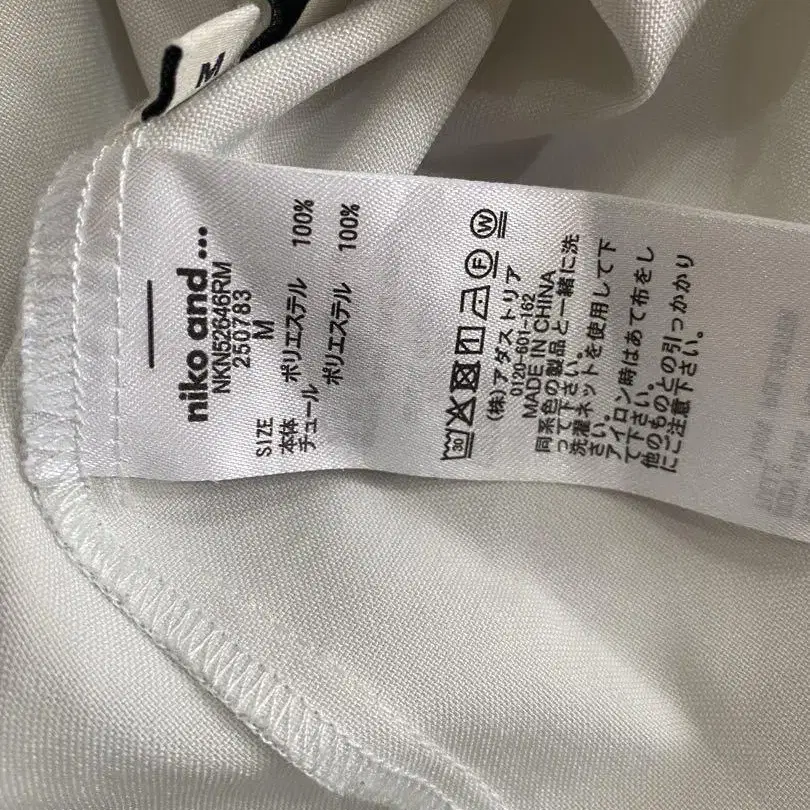 M
niko and ...
NKN52646RM
250783
M
SIZE
本体 ポリエステル 100%
チュール ポリエステル 100%
30
F W
(株)アダストリア
0120-601-162
MADE IN CHINA
同系色の製品と一緒に洗
って下さい。
洗濯ネットを使用して下
さい。
アイロン時はあて布をし
て下さい。
他のものとの引っかかり
にご注意下さい。